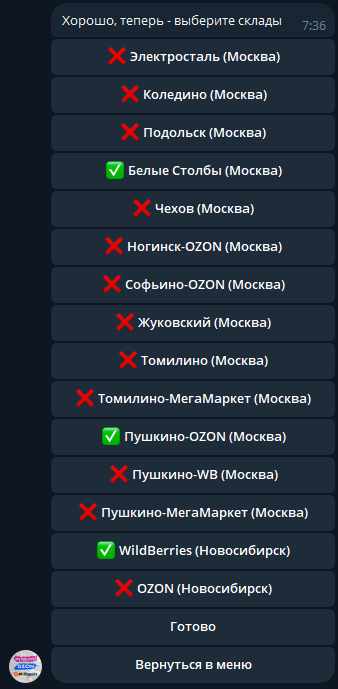 Хорошо, теперь - выберите склады
7:36
❌ Электросталь (Москва)
❌ Коледино (Москва)
❌ Подольск (Москва)
✅ Белые Столбы (Москва)
❌ Чехов (Москва)
❌ Ногинск-OZON (Москва)
❌ Софьино-OZON (Москва)
❌ Жуковский (Москва)
❌ Томилино (Москва)
❌ Томилино-МегаМаркет (Москва)
✅ Пушкино-OZON (Москва)
❌ Пушкино-WB (Москва)
❌ Пушкино-МегаМаркет (Москва)
✅ WildBerries (Новосибирск)
❌ OZON (Новосибирск)
Готово
Вернуться в меню
OZON